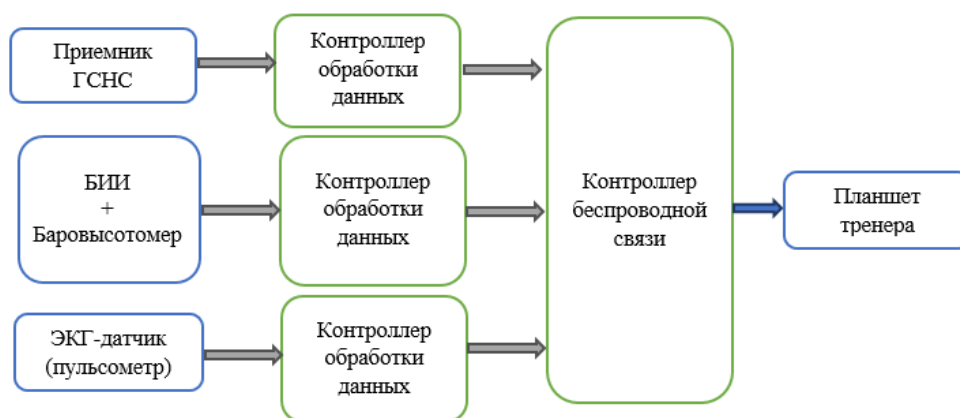 Приемник
ГСНС
Контроллер
обработки
данных
БИИ
+
Баровысотомер
Контроллер
обработки
данных
ЭКГ-датчик
(пульсометр)
Контроллер
обработки
данных
Контроллер
беспроводной
связи
Планшет
тренера